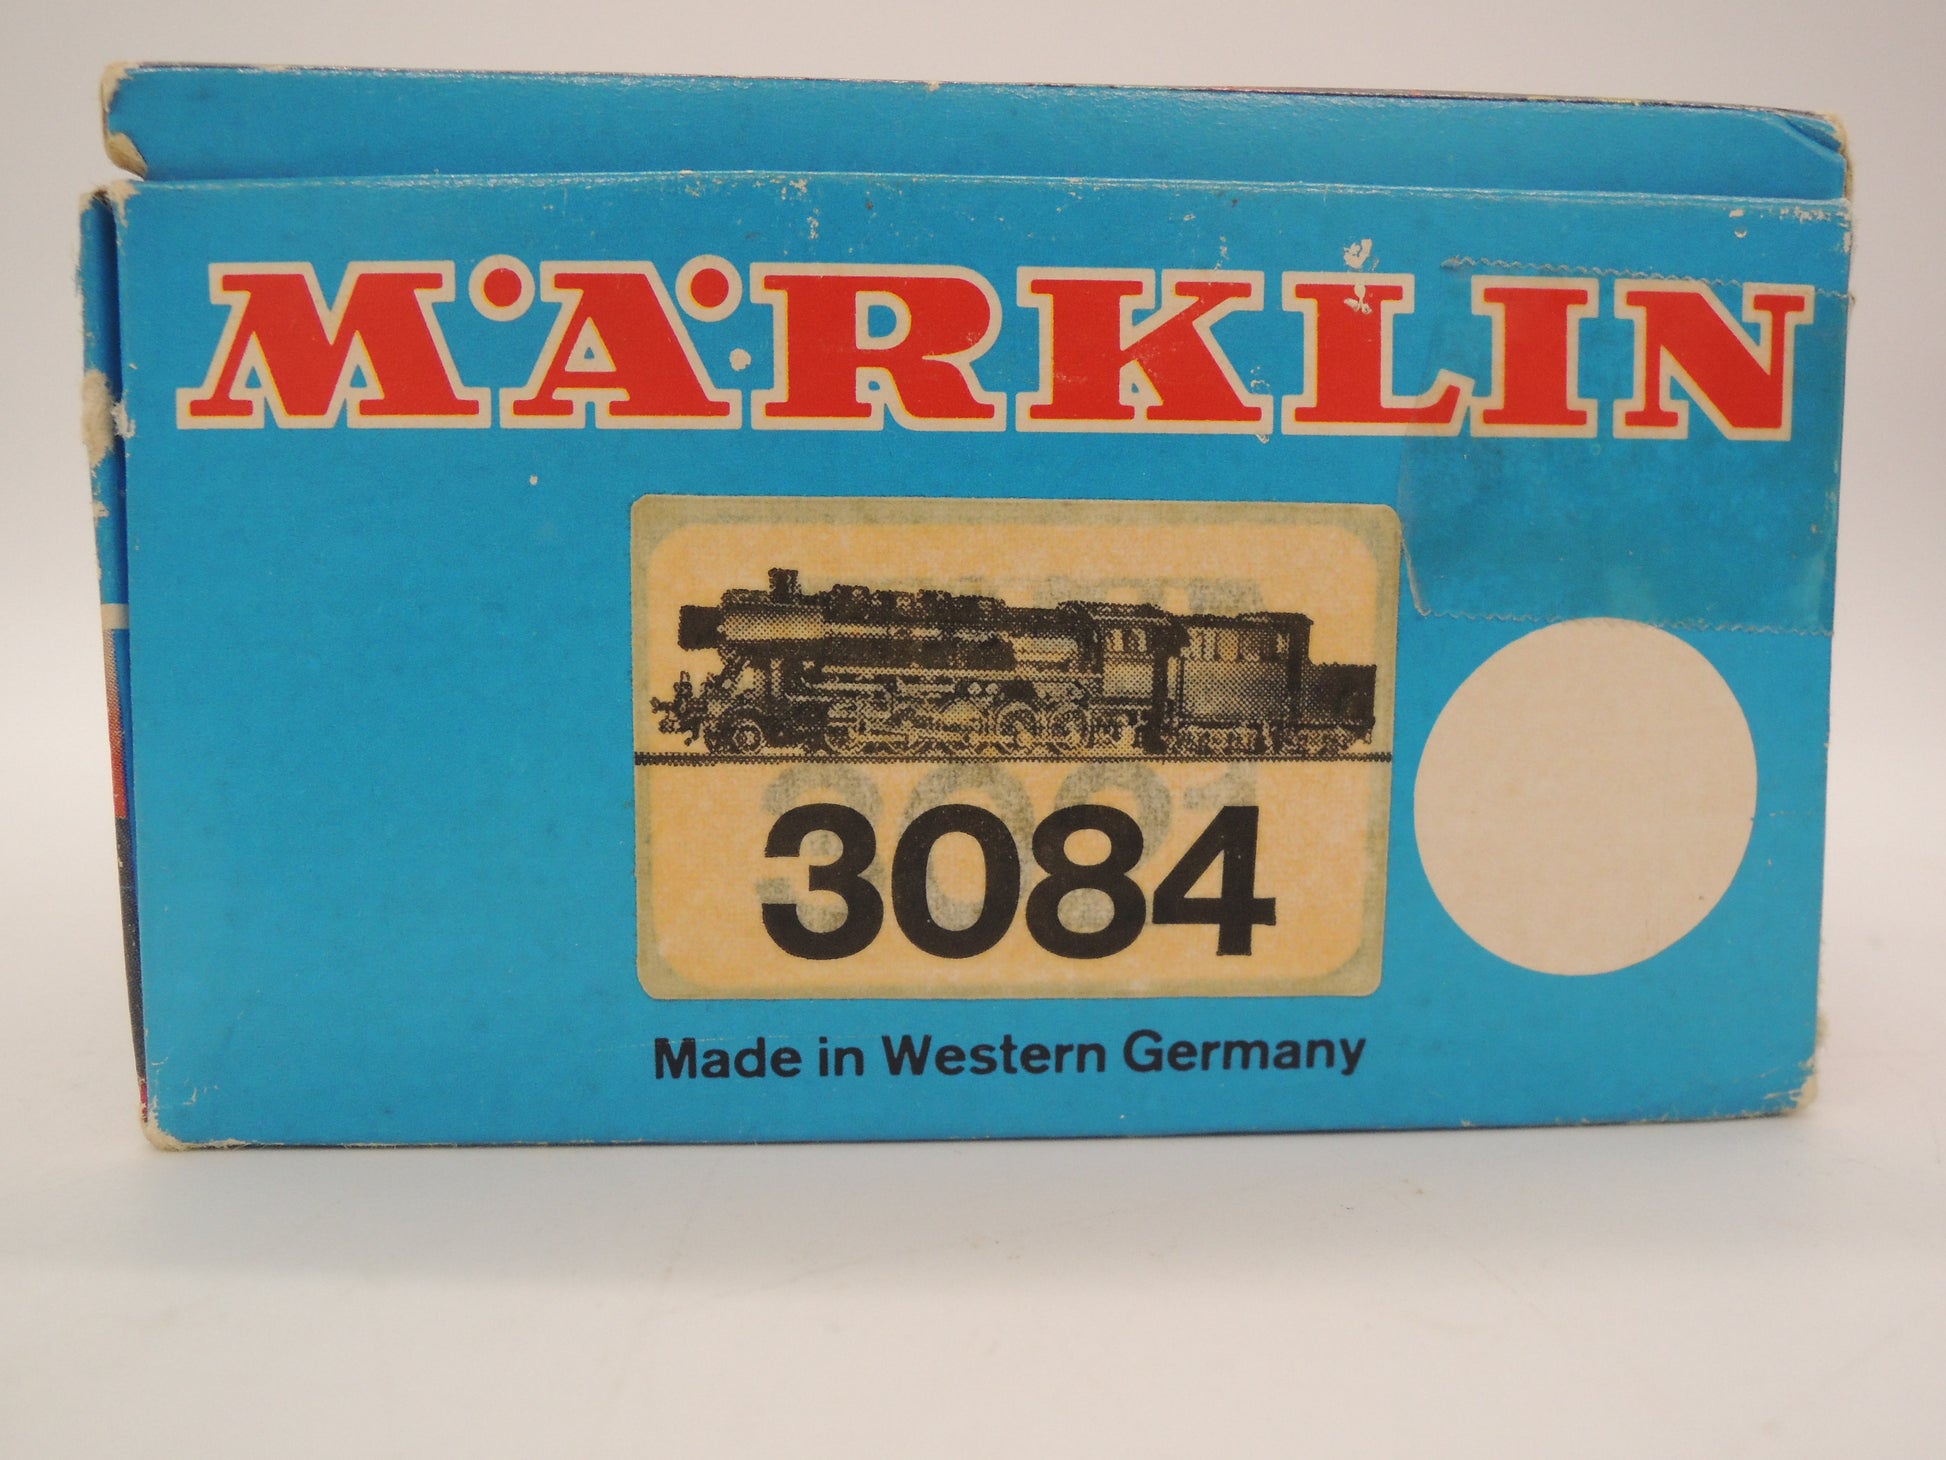 MÄRKLIN
3084
Made in Western Germany